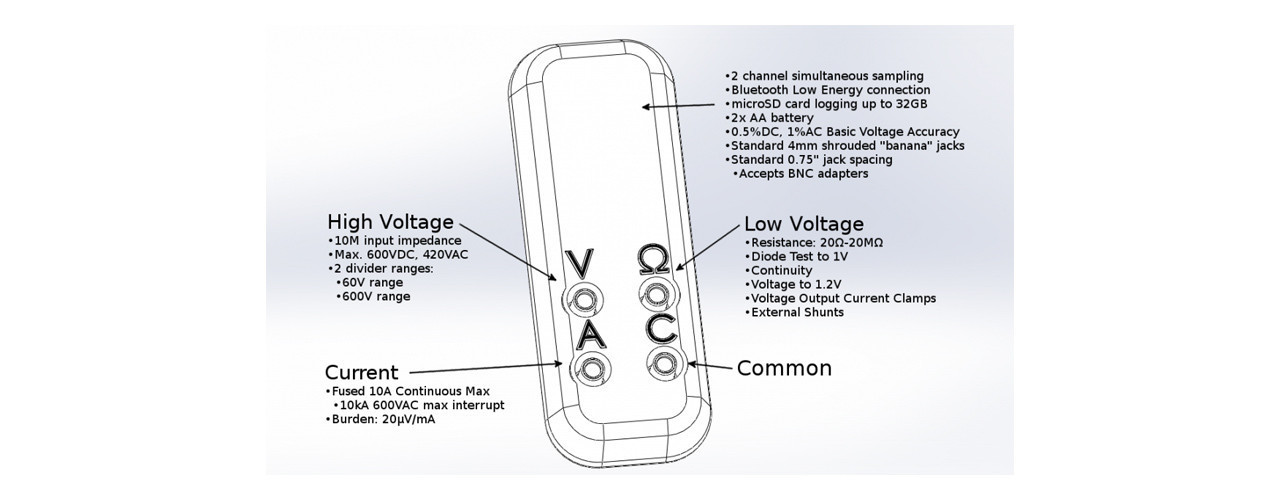 •2 channel simultaneous sampling
•Bluetooth Low Energy connection
•microSD card logging up to 32GB
•2x AA battery
•0.5%DC, 1%AC Basic Voltage Accuracy
•Standard 4mm shrouded "banana" jacks
•Standard 0.75" jack spacing
•Accepts BNC adapters
High Voltage
•10M input impedance
•Max. 600VDC, 420VAC
•2 divider ranges:
•60V range
•600V range
Low Voltage
•Resistance: 20Ω-20MΩ
•Diode Test to 1V
•Continuity
•Voltage to 1.2V
•Voltage Output Current Clamps
•External Shunts
V Ω
A C
Current
•Fused 10A Continuous Max
•10kA 600VAC max interrupt
•Burden: 20μV/mA
Common